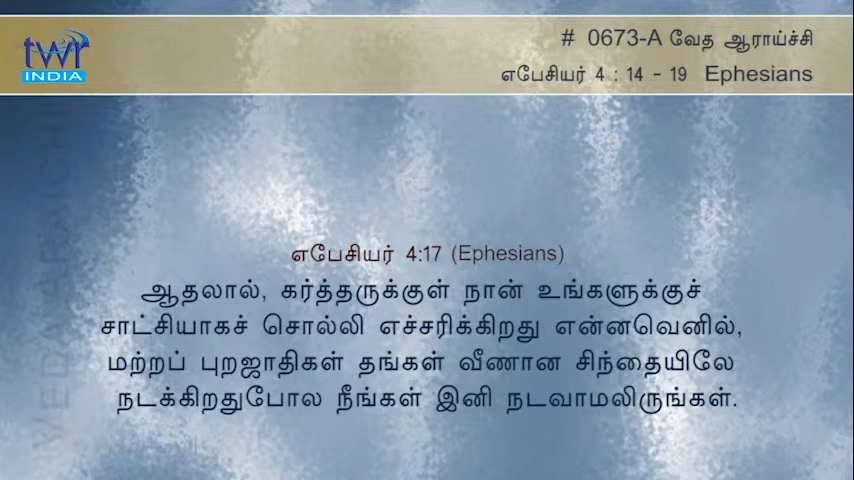 twr
INDIA
# 0673-A வேத ஆராய்ச்சி
எபேசியர் 4 : 14 - 19 Ephesians
எபேசியர் 4:17 (Ephesians)
ஆதலால், கர்த்தருக்குள் நான் உங்களுக்குச்
சாட்சியாகச் சொல்லி எச்சரிக்கிறது என்னவெனில்,
மற்றப் புறஜாதிகள் தங்கள் வீணான சிந்தையிலே
நடக்கிறதுபோல நீங்கள் இனி நடவாமலிருங்கள்.